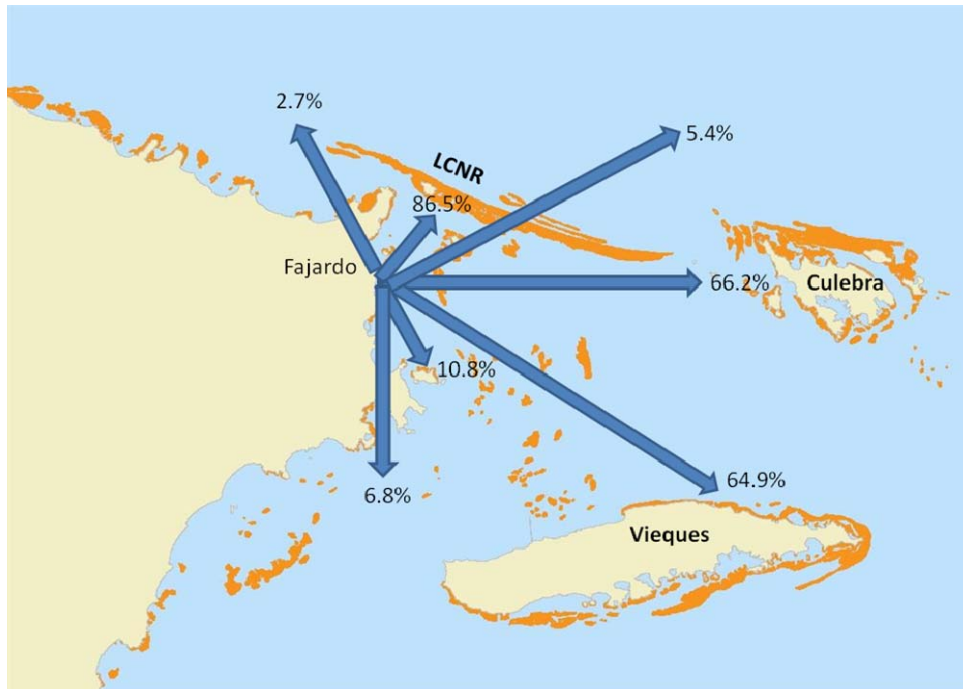 2.7%
5.4%
LCNR
86.5%
Fajardo
66.2%
Culebra
10.8%
64.9%
6.8%
Vieques